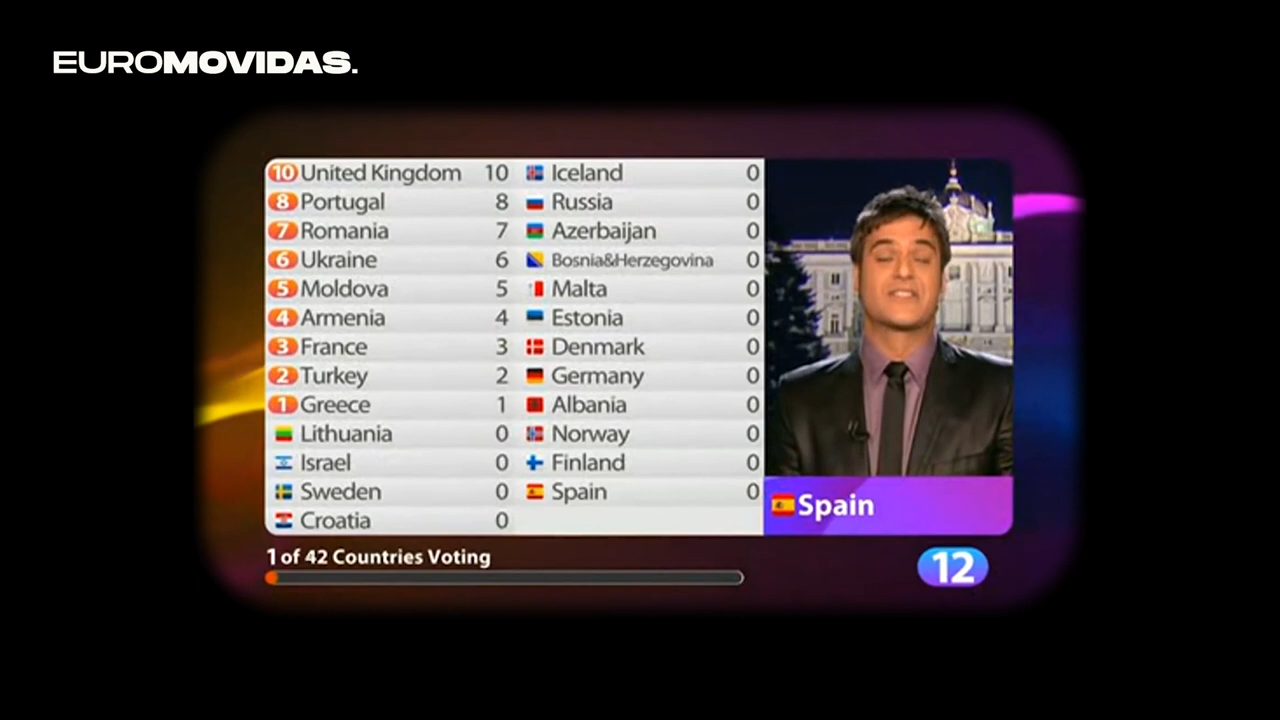 EUROMOVIDAS.
10 United Kingdom 10
8 Portugal 8
7 Romania 7
6 Ukraine 6
5 Moldova 5
4 Armenia 4
3 France 3
2 Turkey 2
1 Greece 1
Lithuania 0
Israel 0
Sweden 0
Croatia 0
Iceland 0
Russia 0
Azerbaijan 0
Bosnia&Herzegovina 0
Malta 0
Estonia 0
Denmark 0
Germany 0
Albania 0
Norway 0
Finland 0
Spain 0
Spain
1 of 42 Countries Voting
12